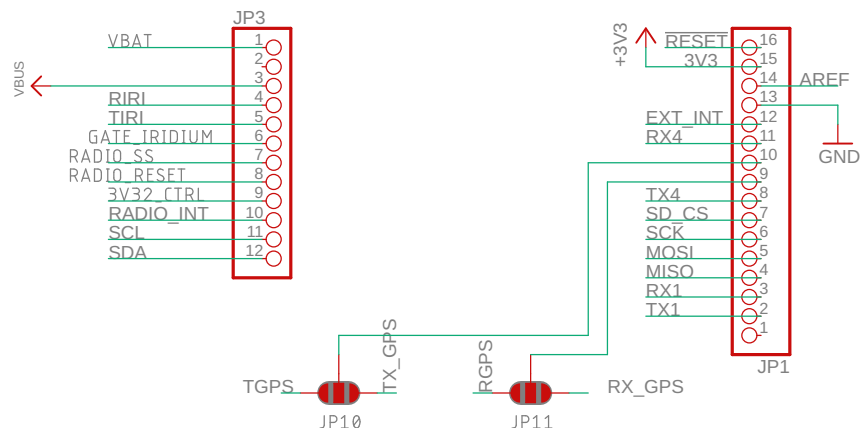 JP3
VBAT 1
2
VBUS 3
RIRI 4
TIRI 5
GATE_IRIDIUM 6
RADIO_SS 7
RADIO_RESET 8
3V32_CTRL 9
RADIO_INT 10
SCL 11
SDA 12
+3V3
RESET 16
3V3 15
14 AREF
13
GND
EXT_INT 12
RX4 11
10
9
TX4 8
SD_CS 7
SCK 6
MOSI 5
MISO 4
RX1 3
TX1 2
1
JP1
TGPS
TX_GPS
JP10
RGPS
RX_GPS
JP11